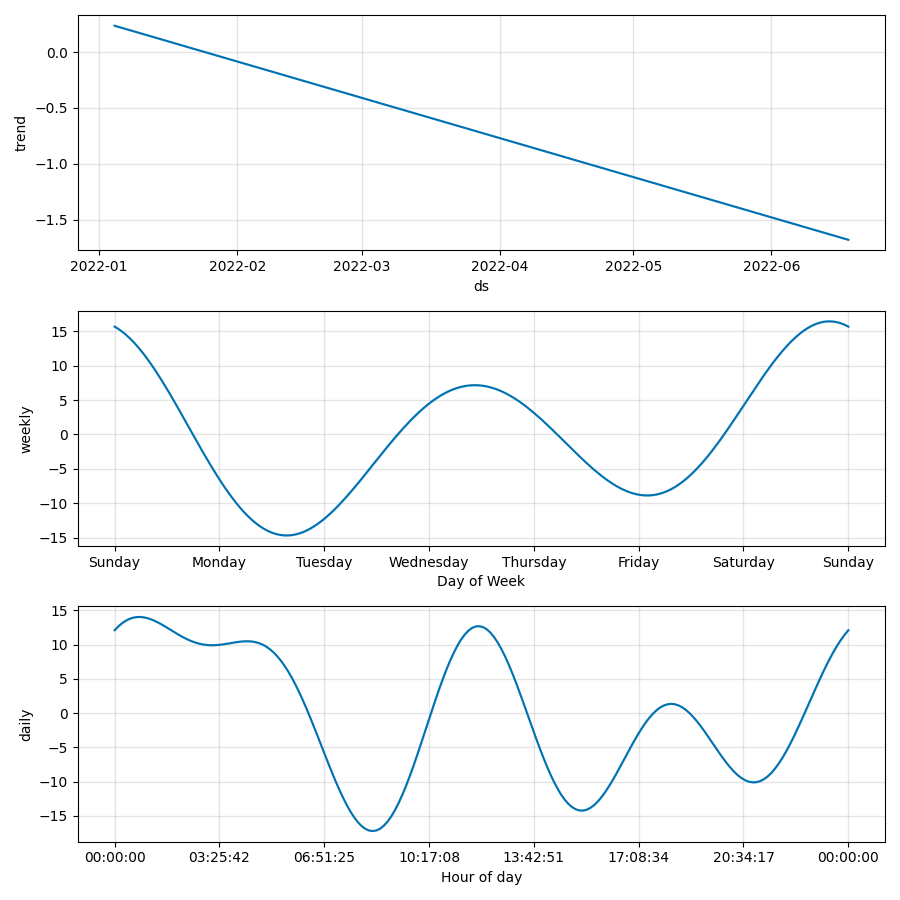 trend
0.0
−0.5
−1.0
−1.5
2022-01 2022-02 2022-03 2022-04 2022-05 2022-06
ds
weekly
15
10
5
0
−5
−10
−15
Sunday Monday Tuesday Wednesday Thursday Friday Saturday Sunday
Day of Week
daily
15
10
5
0
−5
−10
−15
00:00:00 03:25:42 06:51:25 10:17:08 13:42:51 17:08:34 20:34:17 00:00:00
Hour of day